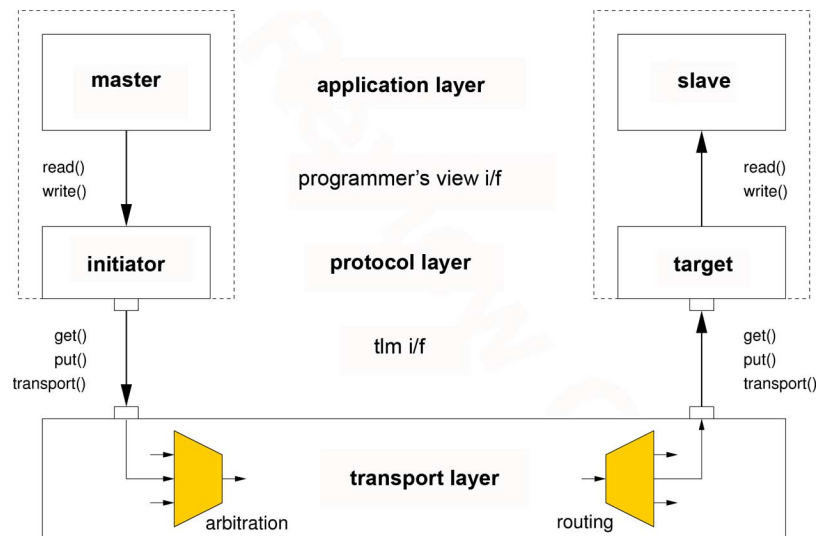 master
application layer
slave
read()
write()
programmer's view i/f
read()
write()
initiator
protocol layer
target
get()
put()
transport()
tlm i/f
get()
put()
transport()
transport layer
arbitration
routing